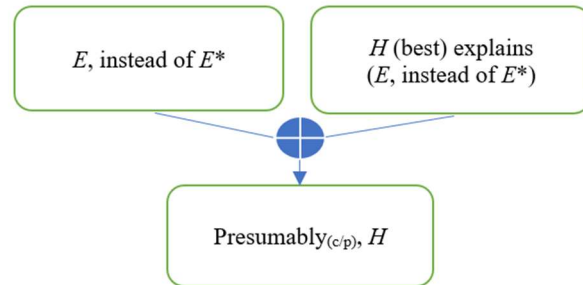 E, instead of E*
H (best) explains
(E, instead of E*)
Presumably(c/p), H